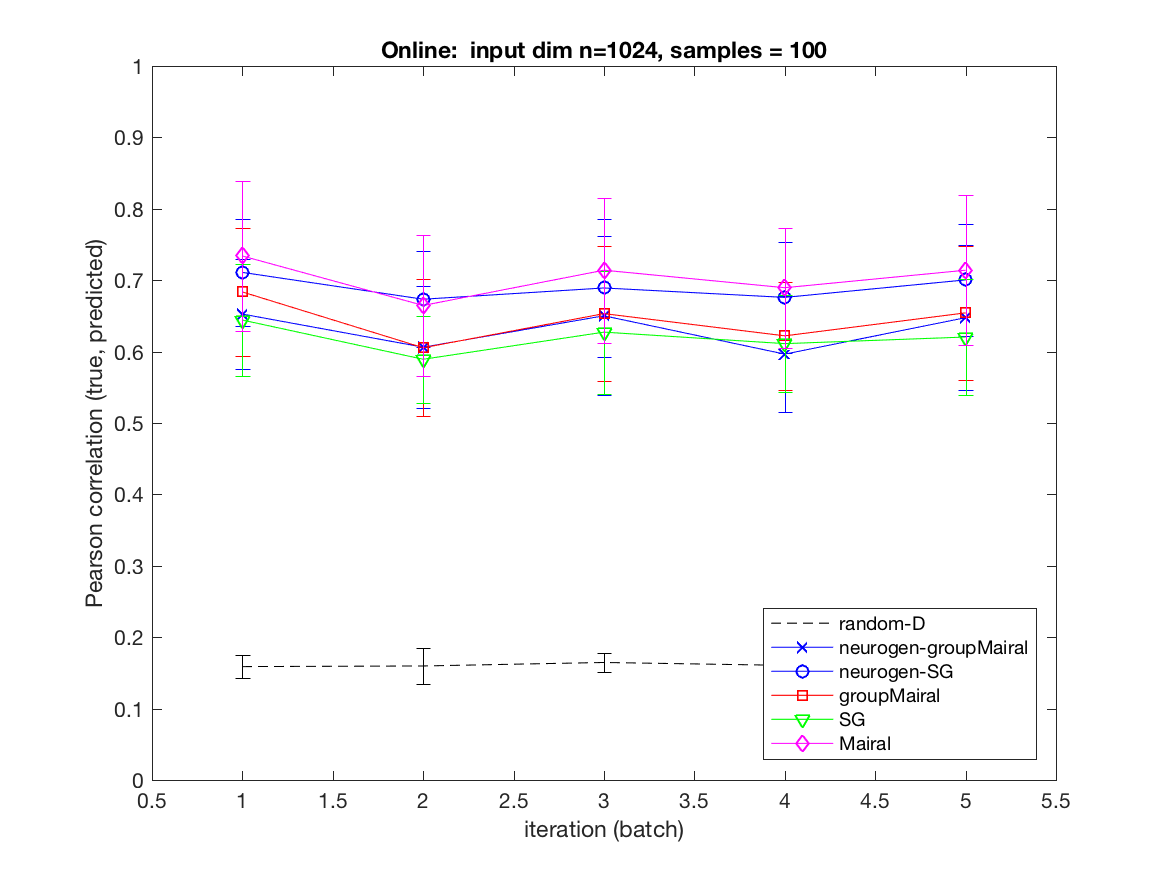 Online:  input dim n=1024, samples = 100
Pearson correlation (true, predicted)
1
0.9
0.8
0.7
0.6
0.5
0.4
0.3
0.2
0.1
0
random-D
neurogen-groupMairal
neurogen-SG
groupMairal
SG
Mairal
0.5 1 1.5 2 2.5 3 3.5 4 4.5 5 5.5
iteration (batch)